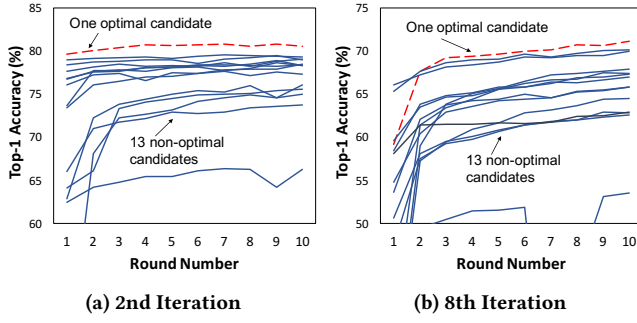 Top-1 Accuracy (%)
85
80
75
70
65
60
One optimal candidate
13 non-optimal
candidates
1 2 3 4 5 6 7 8 9 10
Round Number
(a) 2nd Iteration
Top-1 Accuracy (%)
75
70
65
60
55
50
One optimal candidate
13 non-optimal
candidates
1 2 3 4 5 6 7 8 9 10
Round Number
(b) 8th Iteration